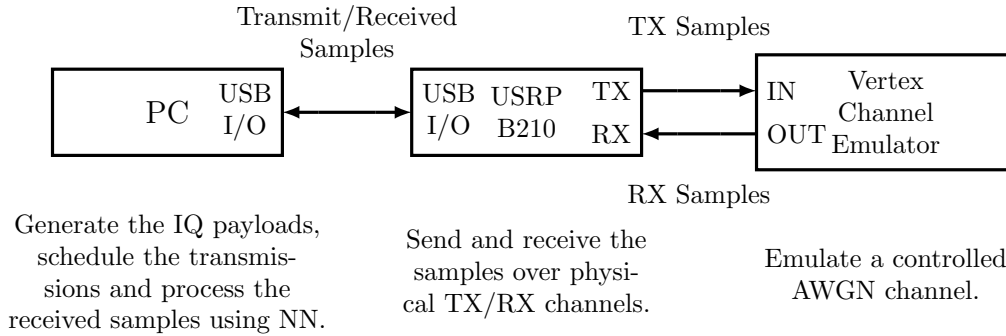 Transmit/Received
Samples
TX Samples
PC
USB
I/O
USB
I/O
USRP
B210
TX
RX
IN
OUT
Vertex
Channel
Emulator
RX Samples
Generate the IQ payloads,
schedule the transmis-
sions and process the
received samples using NN.
Send and receive the
samples over physi-
cal TX/RX channels.
Emulate a controlled
AWGN channel.